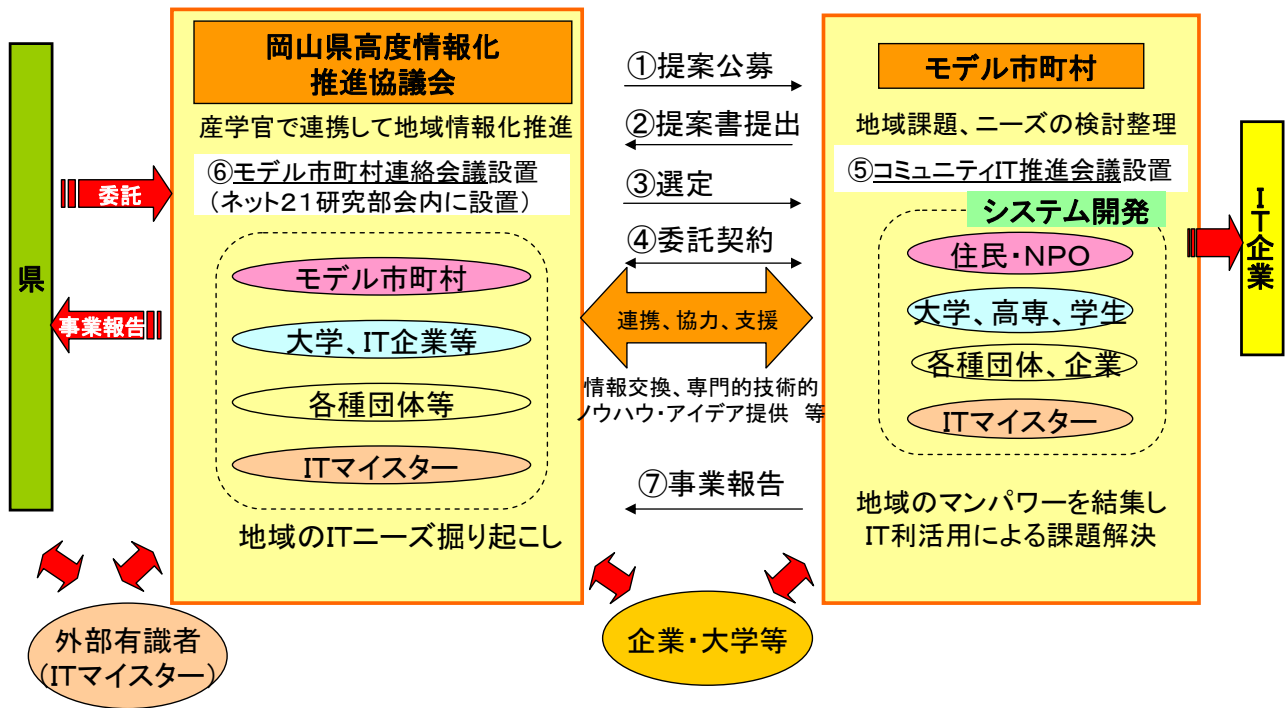 県
委託
事業報告
岡山県高度情報化
推進協議会
産学官で連携して地域情報化推進
⑥モデル市町村連絡会議設置
(ネット21研究部会内に設置)
モデル市町村
大学、IT企業等
各種団体等
ITマイスター
地域のITニーズ掘り起こし
①提案公募
②提案書提出
③選定
④委託契約
連携、協力、支援
情報交換、専門的技術的
ノウハウ・アイデア提供 等
⑦事業報告
モデル市町村
地域課題、ニーズの検討整理
⑤コミュニティIT推進会議設置
システム開発
住民・NPO
大学、高専、学生
各種団体、企業
ITマイスター
地域のマンパワーを結集し
IT利活用による課題解決
IT企業
外部有識者
(ITマイスター)
企業・大学等